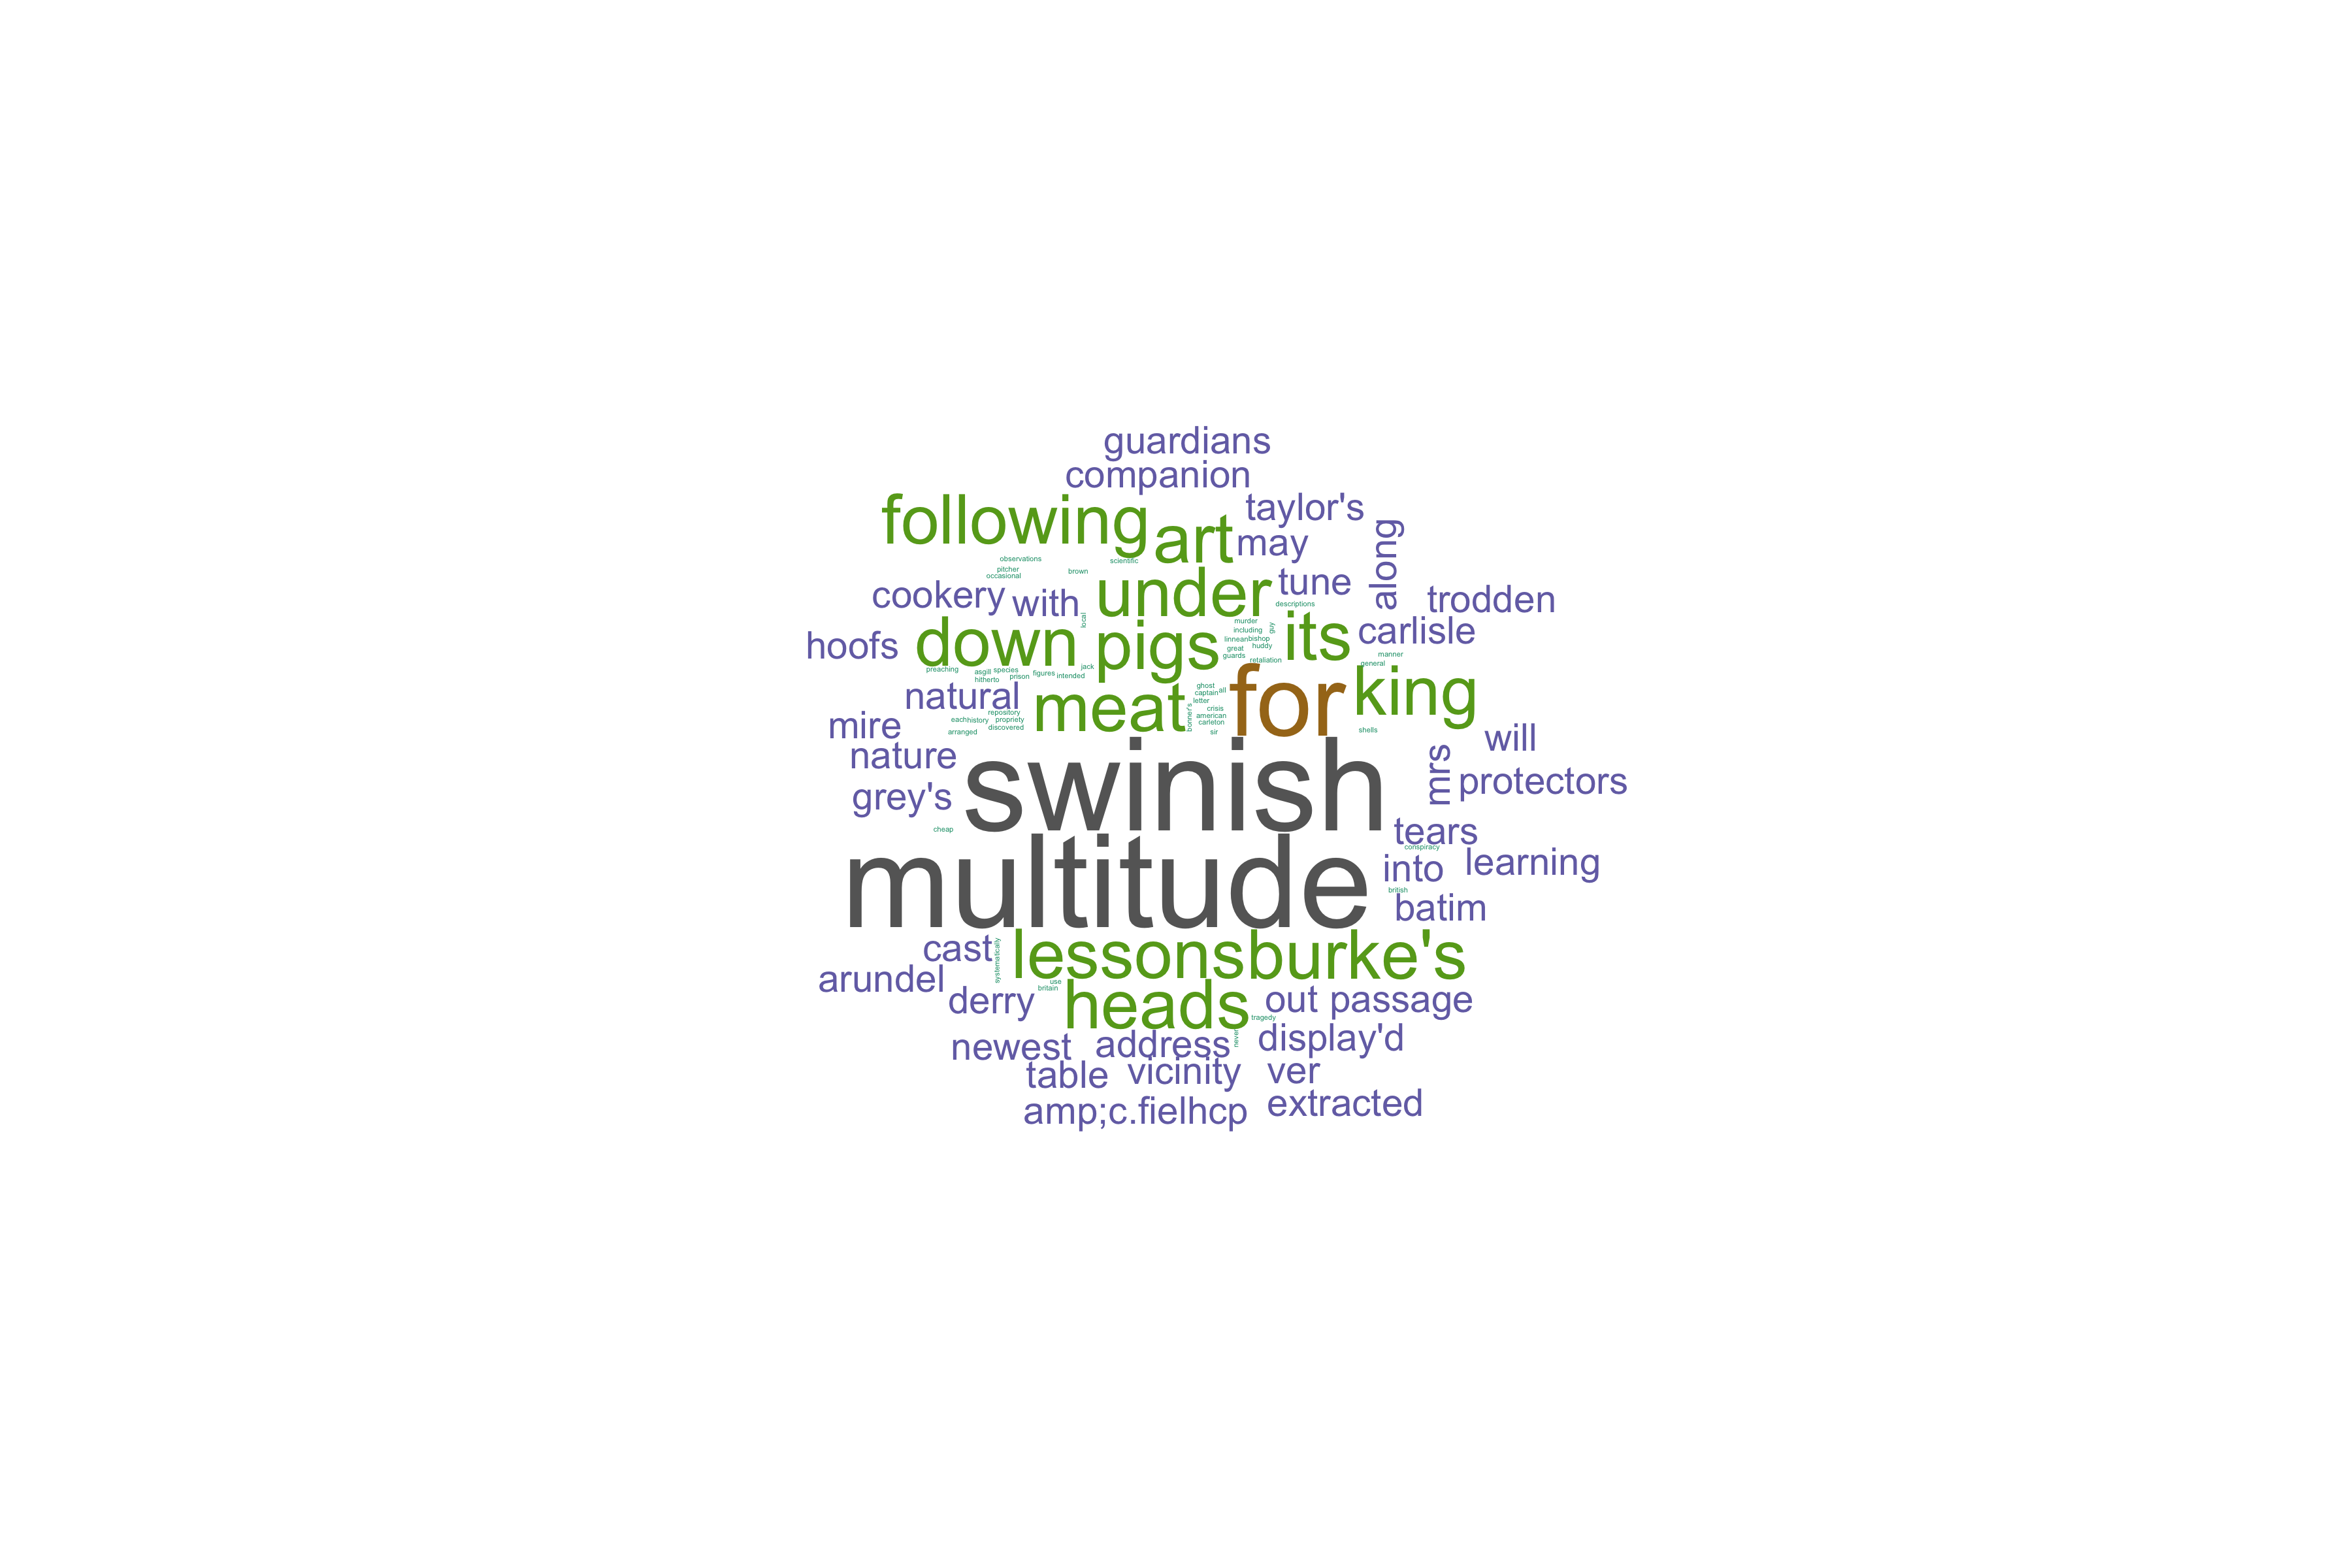 guardians
companion
following art taylor's
may along
observations scientific
pitcher brown
occasional
cookery with under tune trodden
local descriptions
hoofs down pigs murder its carlisle
including guy
linnean bishop
great huddy
guards retaliation manner
preaching asgill species figures jack general
hitherto prison intended
natural meat ghost for king
captain all
letter
repository bonner's crisis
each history propriety american
mire discovered carleton
arranged sir shells
nature swinish mrs will
grey's protectors
cheap tears
conspiracy
multitude into learning
british
batim
cast systematically lessons burke's
arundel use
derry britain heads out passage
tragedy
newest address never display'd
table vicinity ver
amp;c.fielhcp extracted